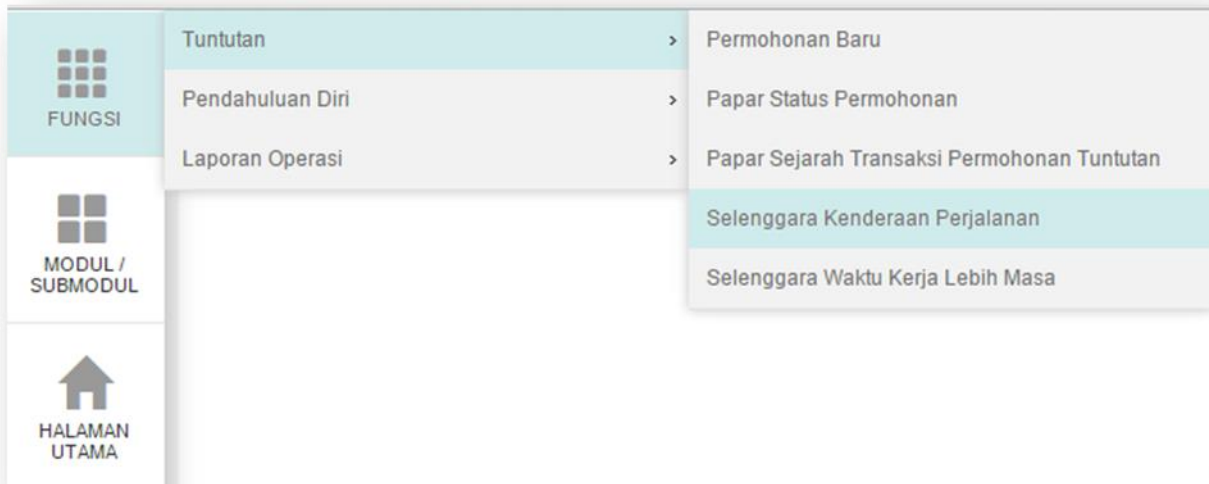 FUNGSI
MODUL /
SUBMODUL
HALAMAN
UTAMA
Tuntutan ›
Pendahuluan Diri ›
Laporan Operasi ›
Permohonan Baru
Papar Status Permohonan
Papar Sejarah Transaksi Permohonan Tuntutan
Selenggara Kenderaan Perjalanan
Selenggara Waktu Kerja Lebih Masa